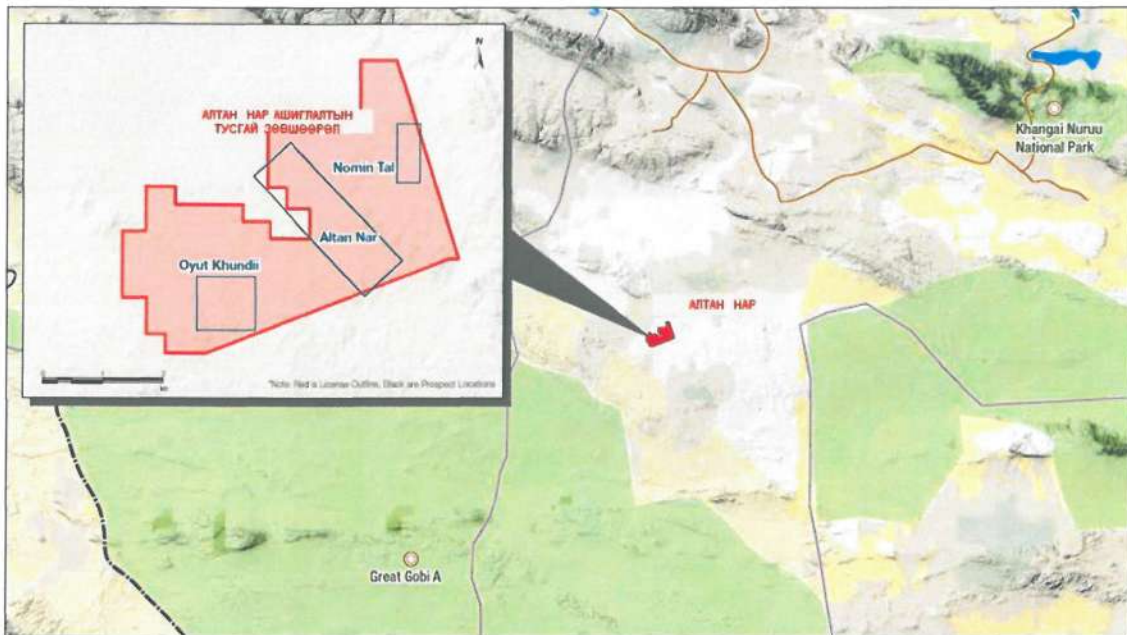 N
АЛТАН НАР АШИГЛАЛТЫН
ТУСГАЙ ЗӨВШӨӨРӨЛ
Nomin Tal
Altan Nar
Oyut Khundii
*Note: Red is License Outline, Black are Prospect Locations
Khangai Nuruu
National Park
АЛТАН НАР
Great Gobi A